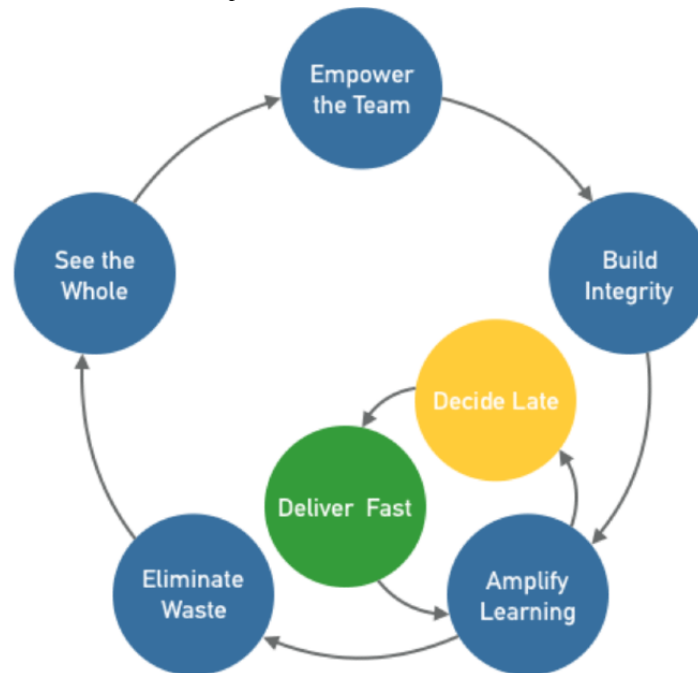 Empower
the Team
See the
Whole
Build
Integrity
Decide Late
Deliver Fast
Eliminate
Waste
Amplify
Learning